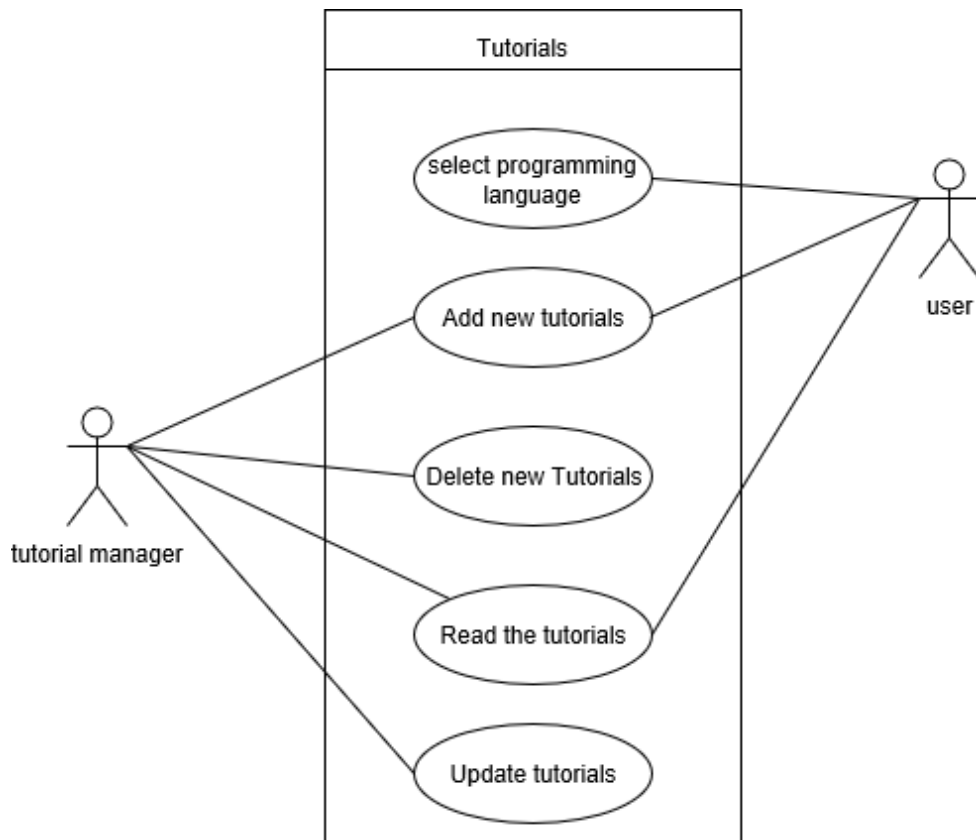 Tutorials
select programming
language
user
Add new tutorials
Delete new Tutorials
tutorial manager
Read the tutorials
Update tutorials